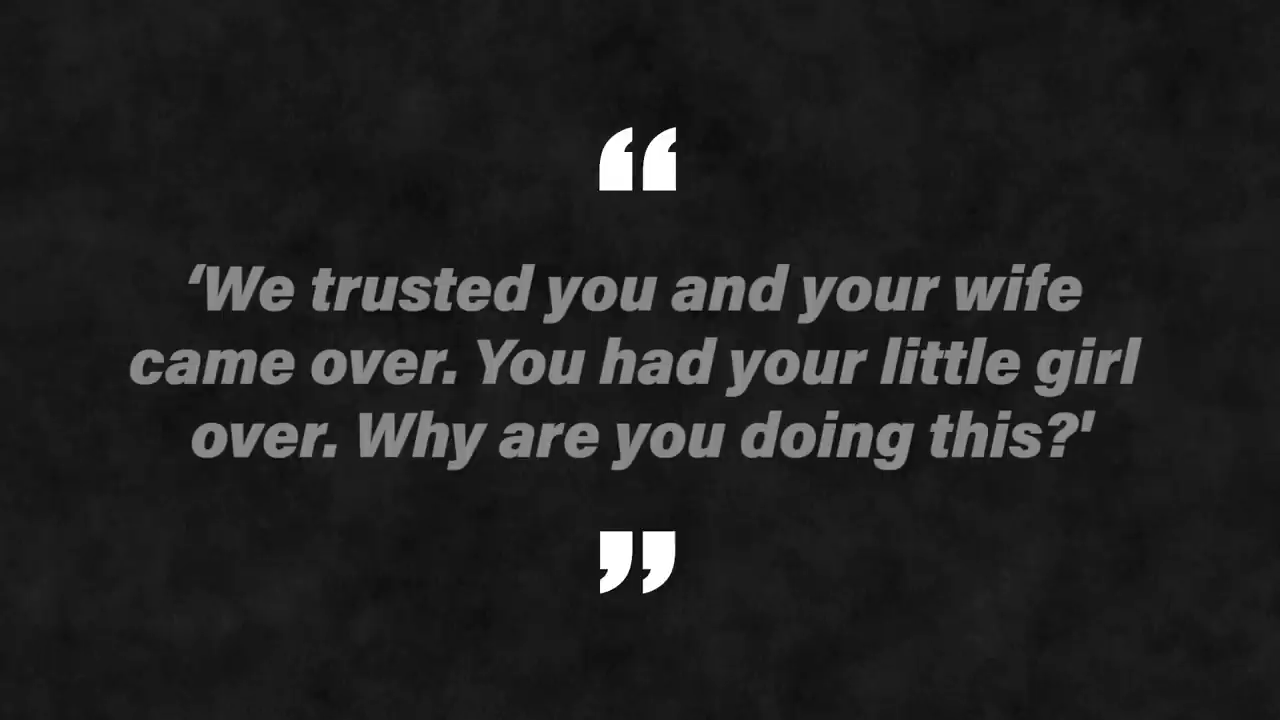 “
‘We trusted you and your wife
came over. You had your little girl
over. Why are you doing this?'
”